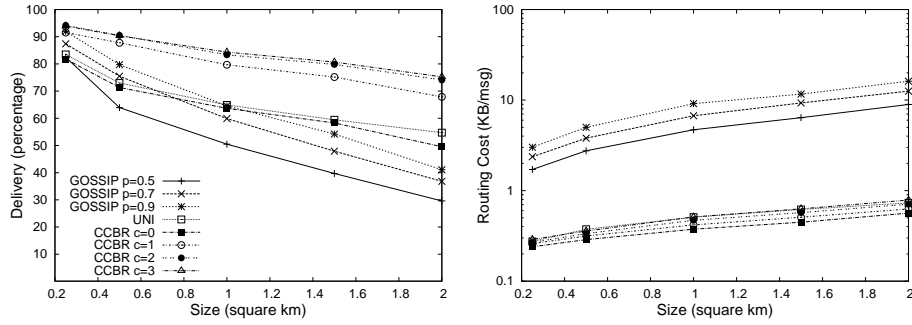 Delivery (percentage)
100
90
80
70
60
50
40
30
20
10
GOSSIP p=0.5
GOSSIP p=0.7
GOSSIP p=0.9
UNI
CCBR c=0
CCBR c=1
CCBR c=2
CCBR c=3
0.2 0.4 0.6 0.8 1 1.2 1.4 1.6 1.8 2
Size (square km)
Routing Cost (KB/msg)
100
10
1
0.1
0.2 0.4 0.6 0.8 1 1.2 1.4 1.6 1.8 2
Size (square km)